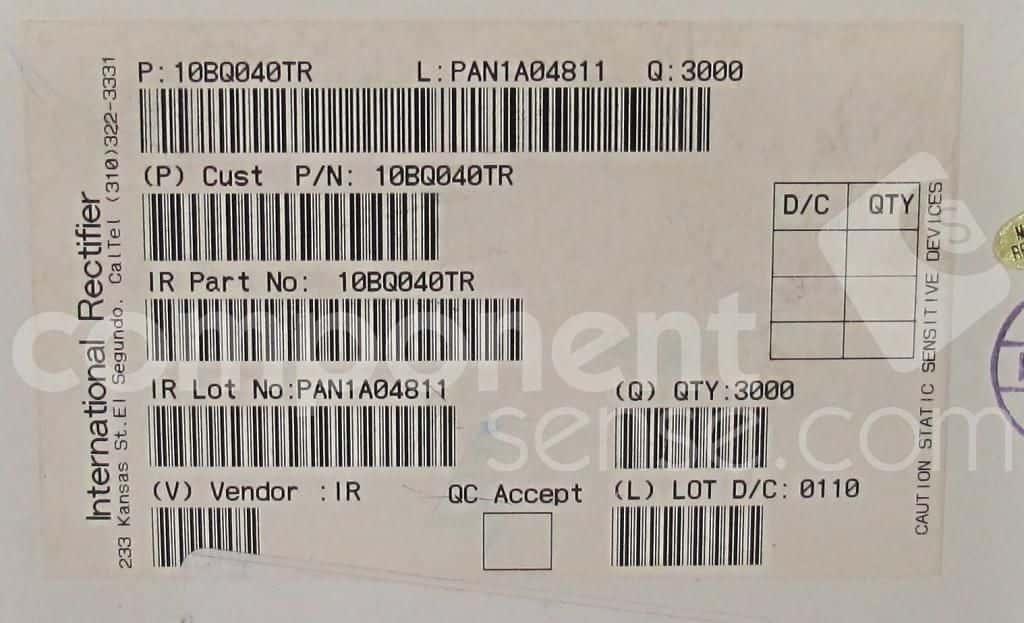 P: 10BQ040TR L:PAN1A04811 Q:3000
(P) Cust P/N: 10BQ040TR
IR Part No: 10BQ040TR
IR Lot No:PAN1A04811 (Q) QTY:3000
(V) Vendor :IR QC Accept (L) LOT D/C: 0110
D/C QTY
International Rectifier
233 Kansas St.El Segundo. CalTel (310)322-3331
CAUTION STATIC SENSITIVE DEVICES
component
sense.com
CS